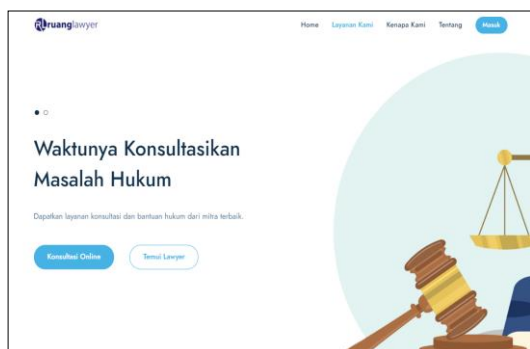 ruanglawyer
Home Layanan Kami Kenapa Kami Tentang Masuk
Waktunya Konsultasikan
Masalah Hukum
Dapatkan layanan konsultasi dan bantuan hukum dari mitra terbaik.
Konsultasi Online Temui Lawyer